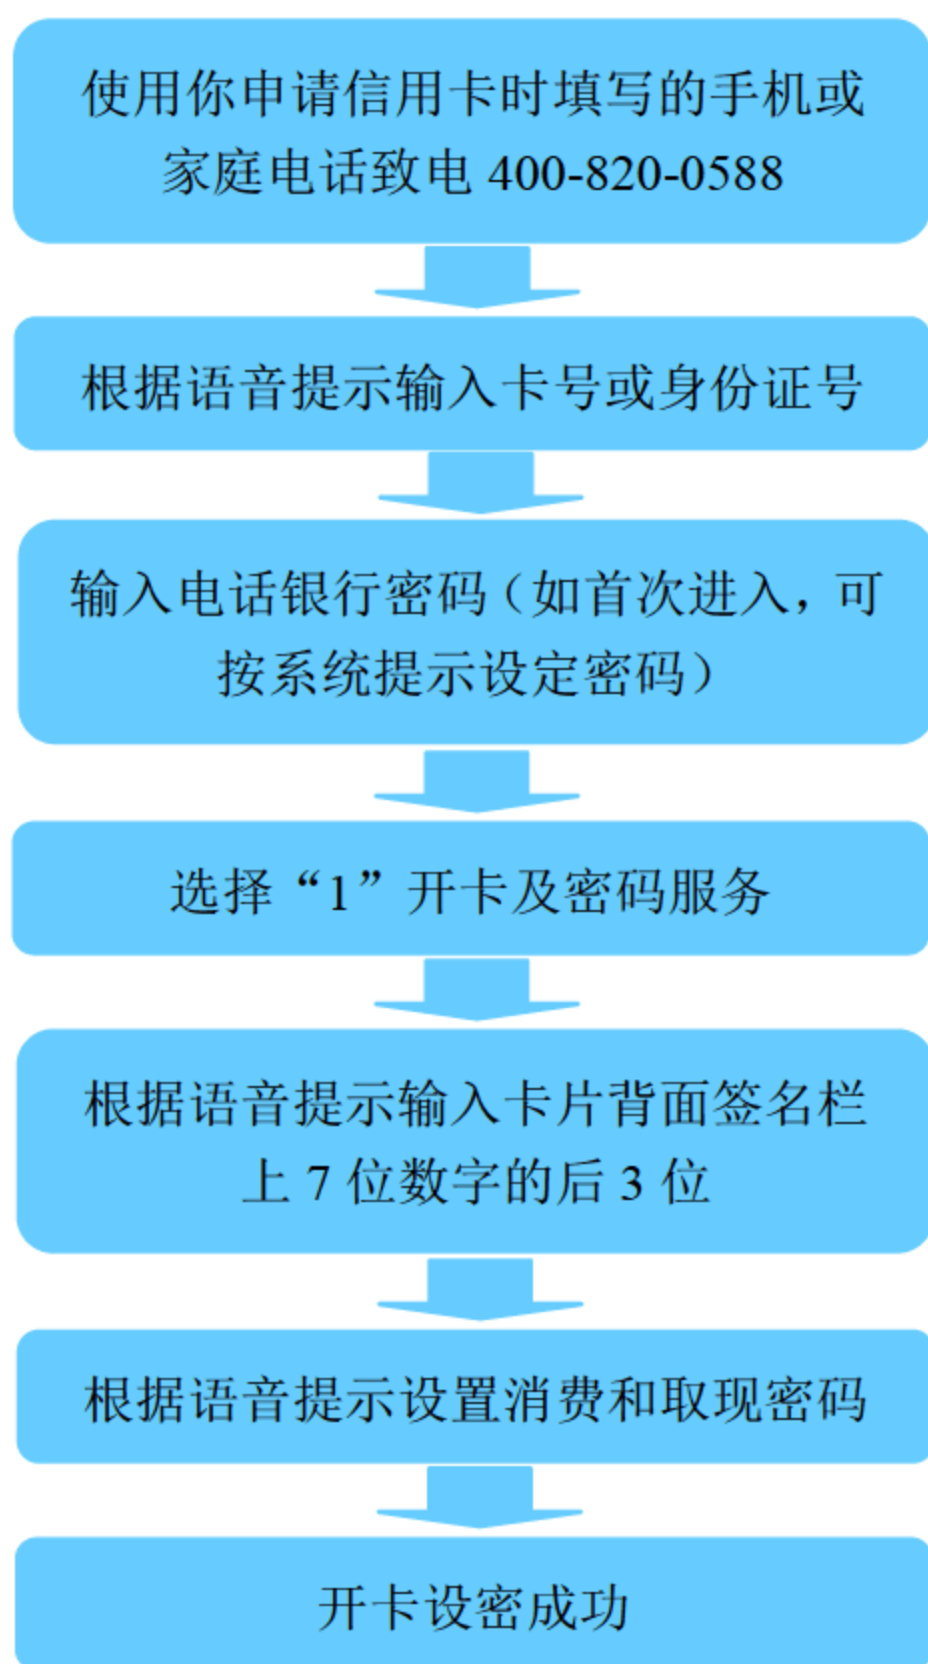 使用你申请信用卡时填写的手机或
家庭电话致电 400-820-0588
根据语音提示输入卡号或身份证号
输入电话银行密码（如首次进入，可
按系统提示设定密码）
选择“1”开卡及密码服务
根据语音提示输入卡片背面签名栏
上 7 位数字的后 3 位
根据语音提示设置消费和取现密码
开卡设密成功